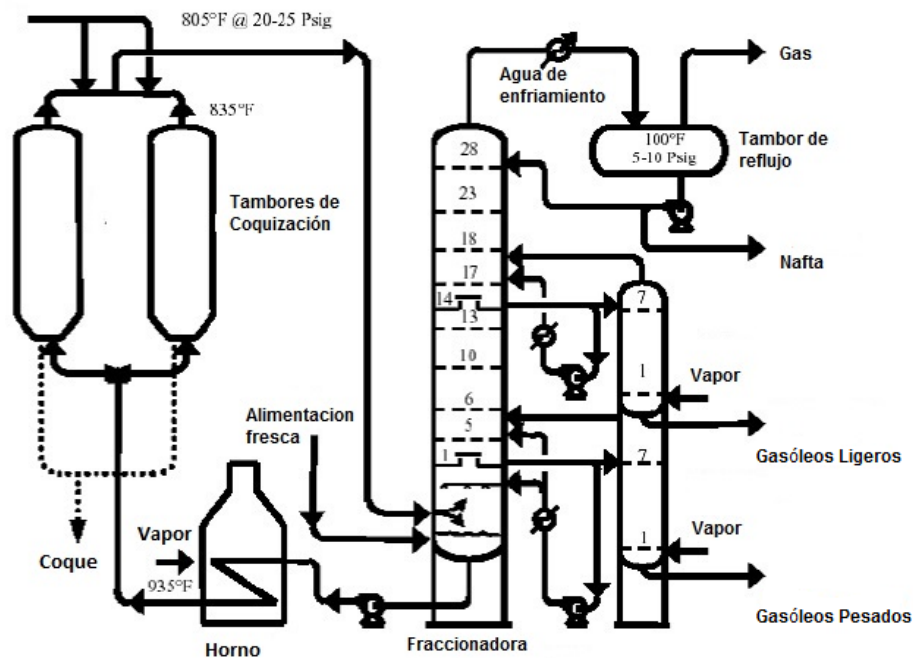 805°F @ 20-25 Psig
835°F
Tambores de
Coquización
Agua de
enfriamiento
Gas
100°F
5-10 Psig
Tambor de
reflujo
Nafta
28
23
18
17
14
13
10
6
5
1
7
1
Vapor
Gasóleos Ligeros
7
1
Vapor
Gasóleos Pesados
Alimentacion
fresca
Vapor
Coque
935°F
Horno
Fraccionadora